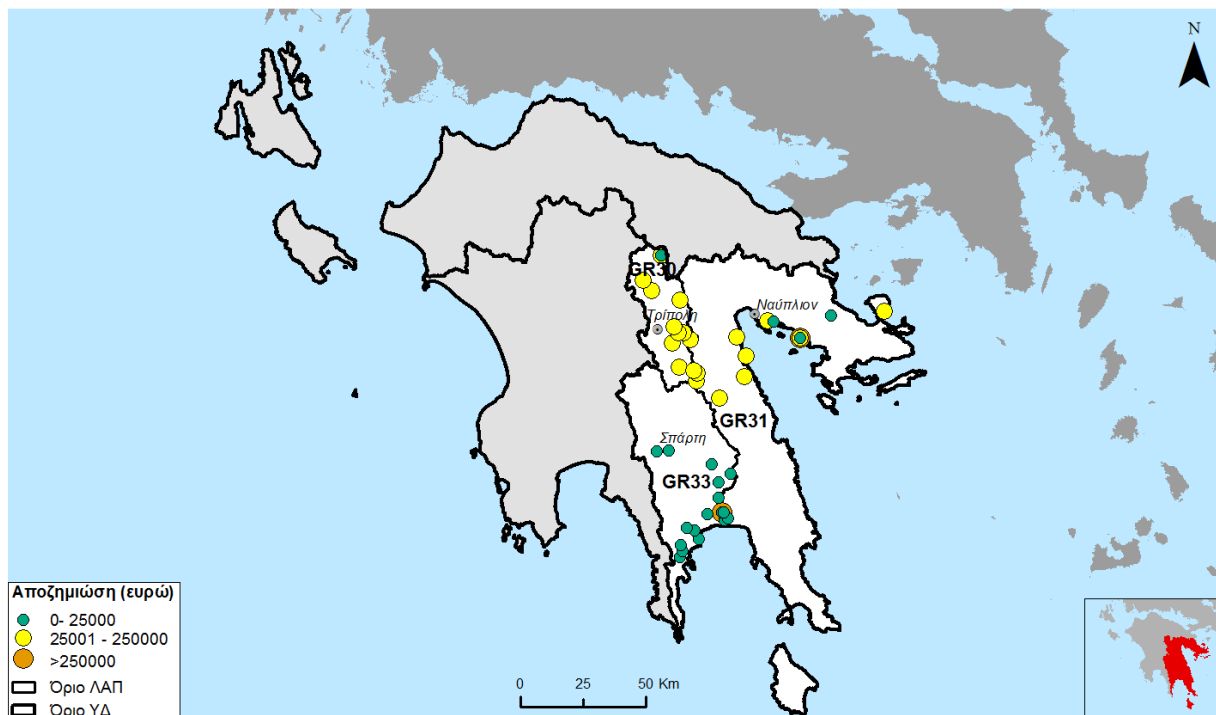 N
GR30
Ναύπλιον
Τρίπολη
GR31
Σπάρτη
GR33
Αποζημιώση (ευρώ)
0- 25000
25001 - 250000
>250000
Όριο ΛΑΠ
Όριο ΥΔ
0 25 50 Km